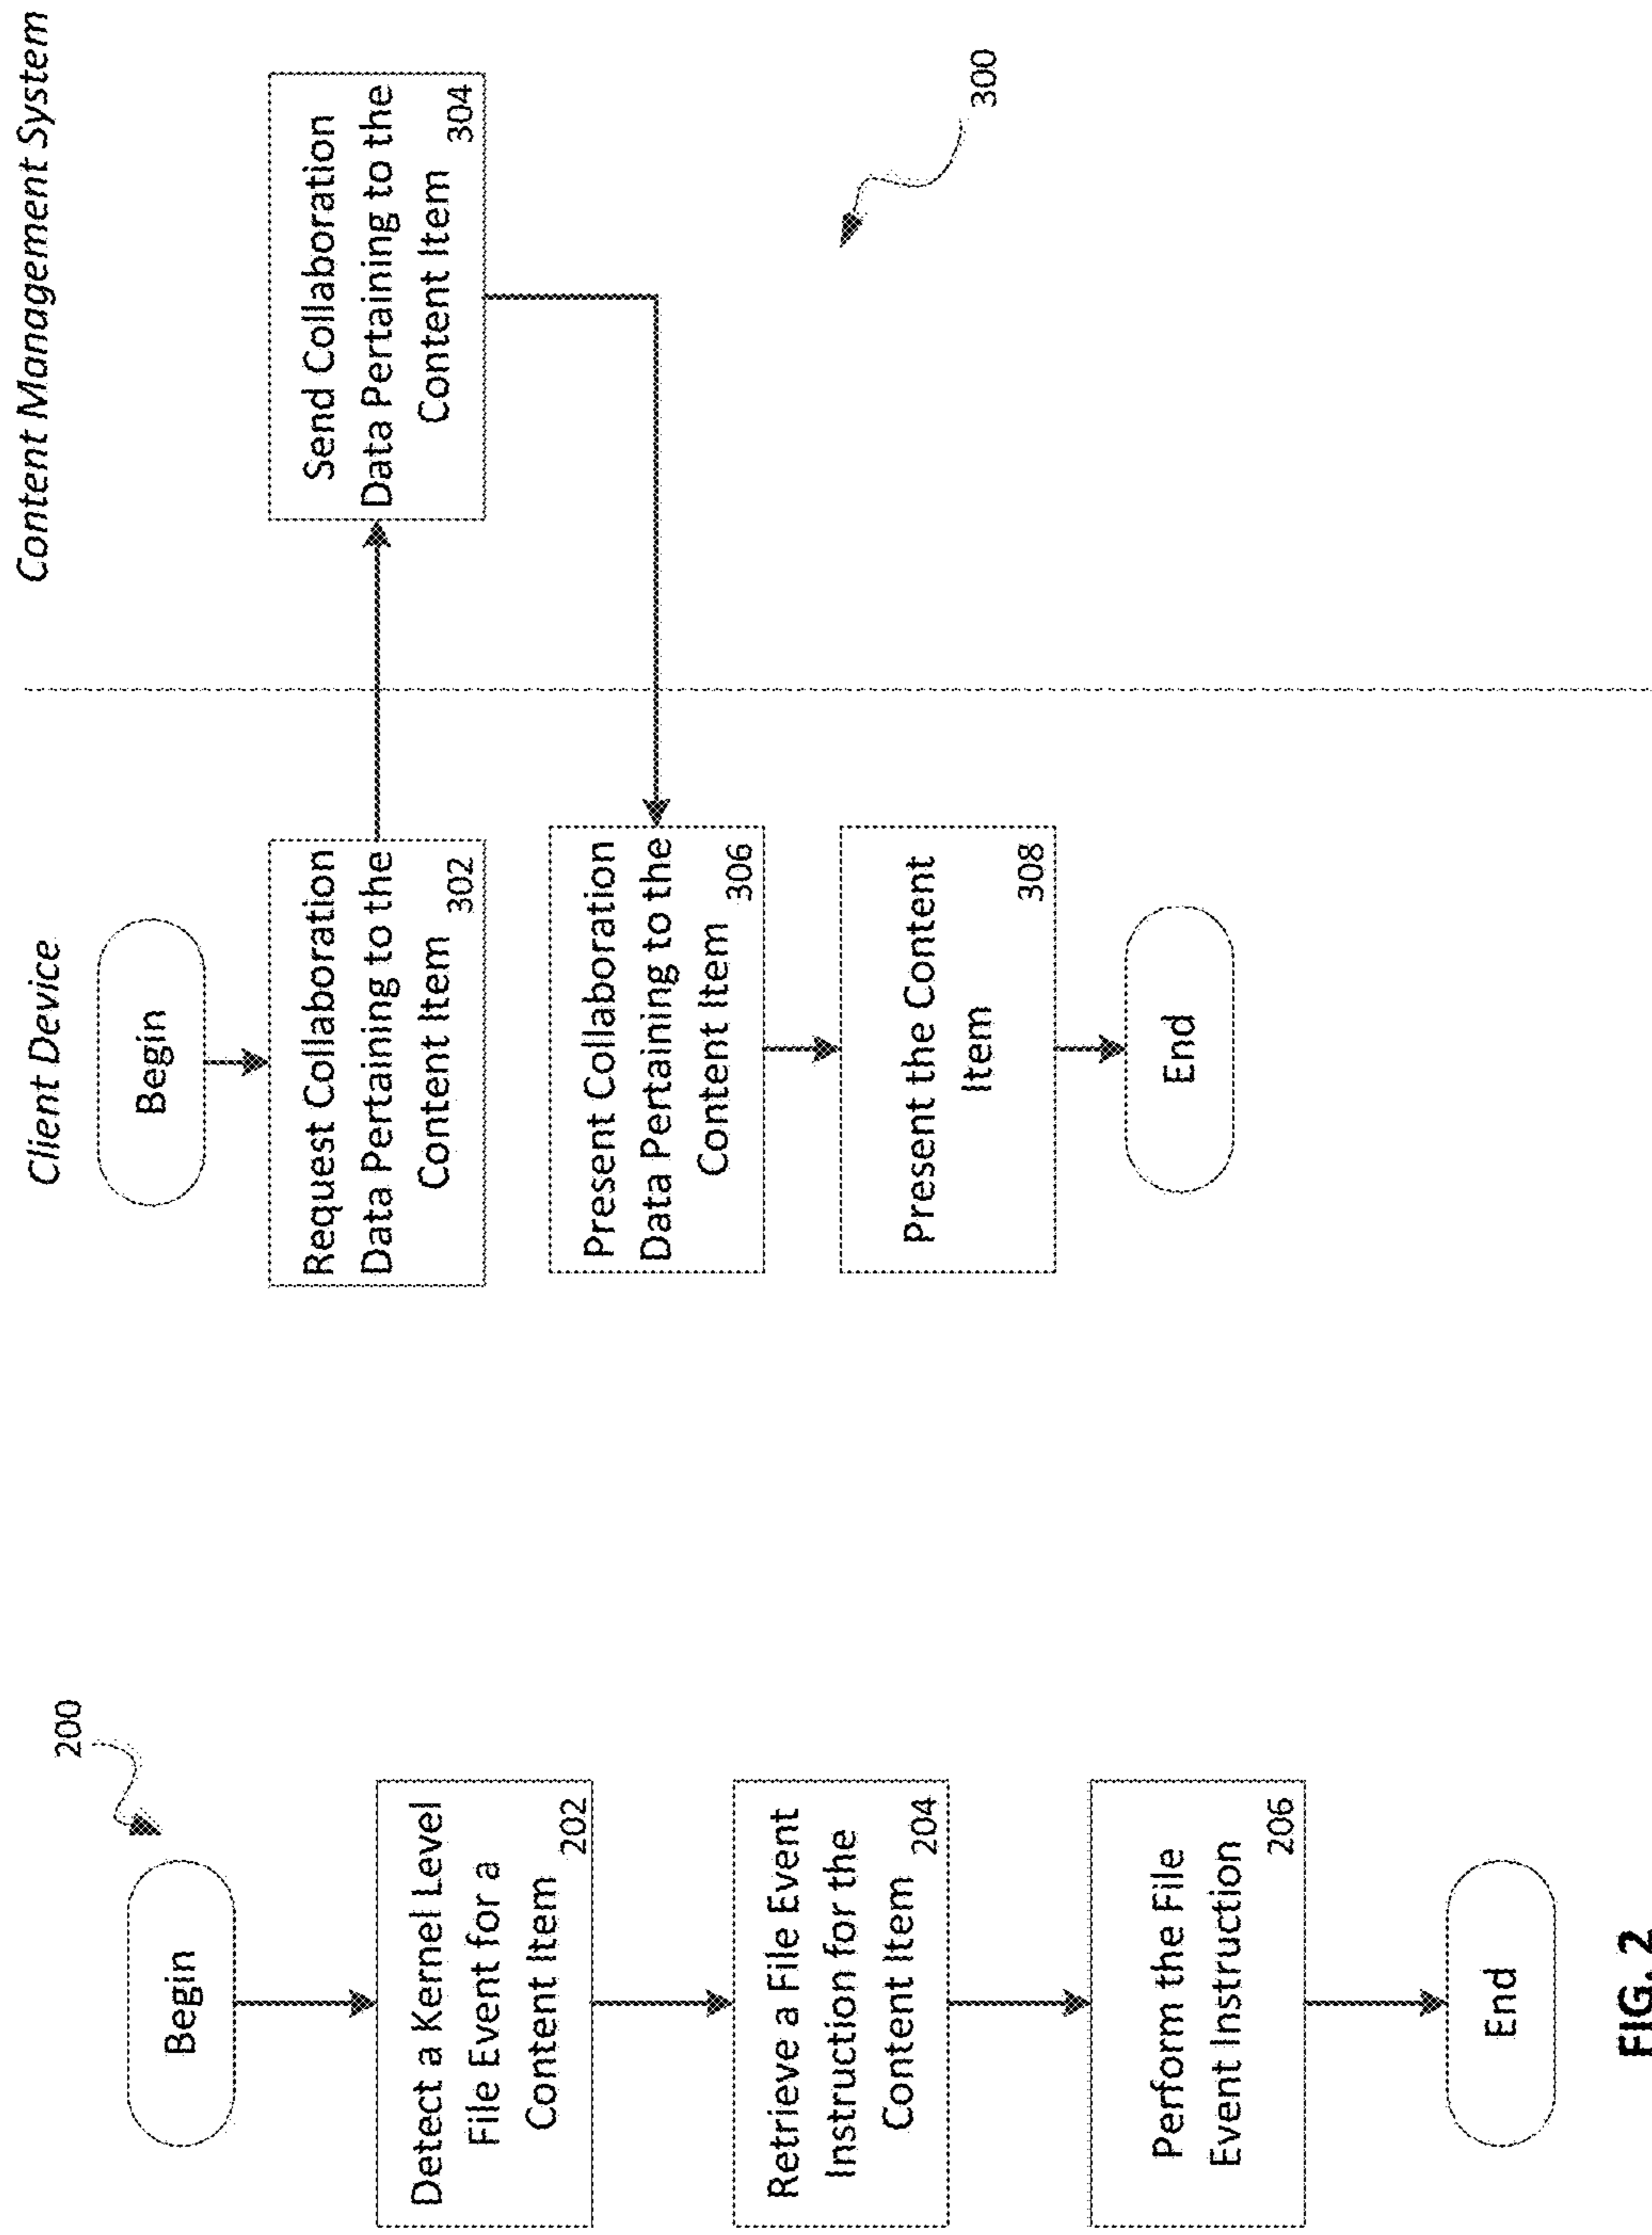 200
Begin
Detect a Kernel Level
File Event for a
Content Item
202
Retrieve a File Event
Instruction for the
Content Item
204
Perform the File
Event Instruction
206
End
FIG. 2
Client Device
Content Management System
Begin
Request Collaboration
Data Pertaining to the
Content Item
302
Send Collaboration
Data Pertaining to the
Content Item
304
Present Collaboration
Data Pertaining to the
Content Item
306
Present the Content
Item
308
End
300